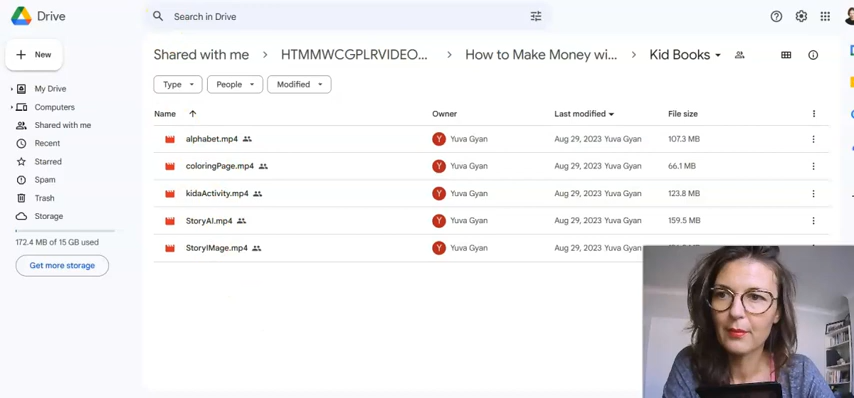 Drive
Search in Drive
New
My Drive
Computers
Shared with me
Recent
Starred
Spam
Trash
Storage
172.4 MB of 15 GB used
Get more storage
Shared with me > HTMMWCGPLRVIDEO... > How to Make Money wi... > Kid Books
Type People Modified
Name Owner Last modified File size
alphabet.mp4 Y Yuva Gyan Aug 29, 2023 Yuva Gyan 107.3 MB
coloringPage.mp4 Y Yuva Gyan Aug 29, 2023 Yuva Gyan 66.1 MB
kidaActivity.mp4 Y Yuva Gyan Aug 29, 2023 Yuva Gyan 123.8 MB
StoryAI.mp4 Y Yuva Gyan Aug 29, 2023 Yuva Gyan 159.5 MB
StoryIMage.mp4 Y Yuva Gyan Aug 29, 2023 Yuva Gyan